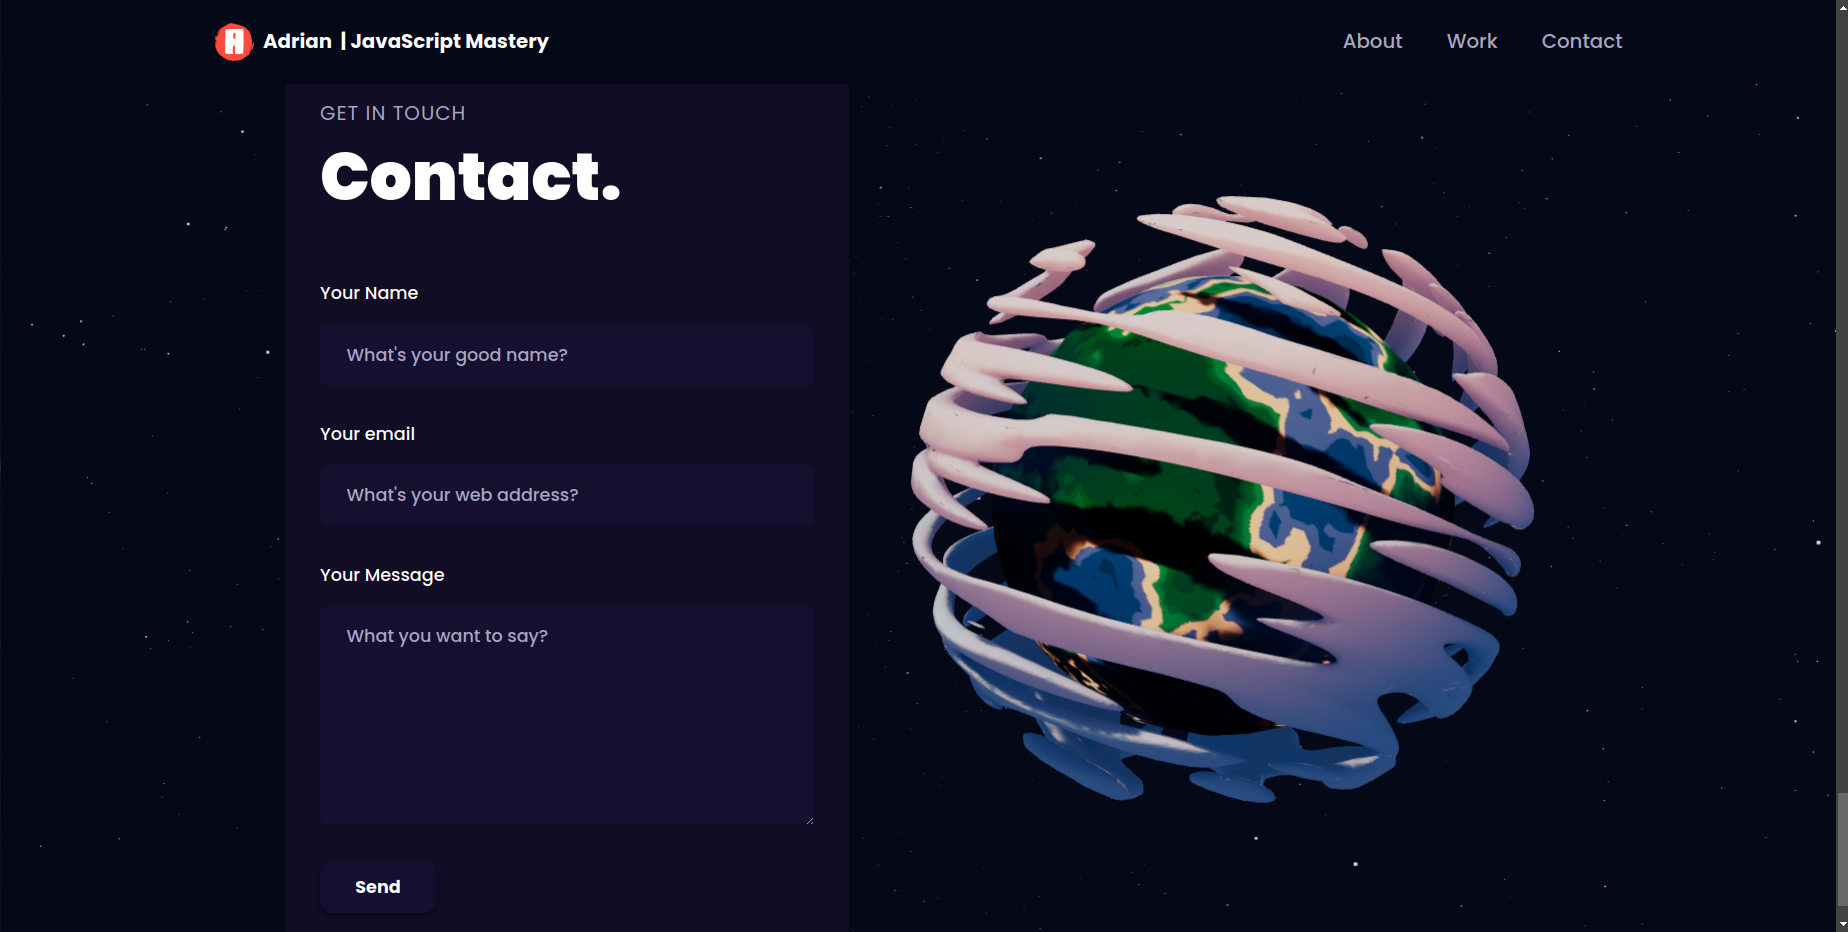 Adrian | JavaScript Mastery
About Work Contact
GET IN TOUCH
Contact.
Your Name
What's your good name?
Your email
What's your web address?
Your Message
What you want to say?
Send